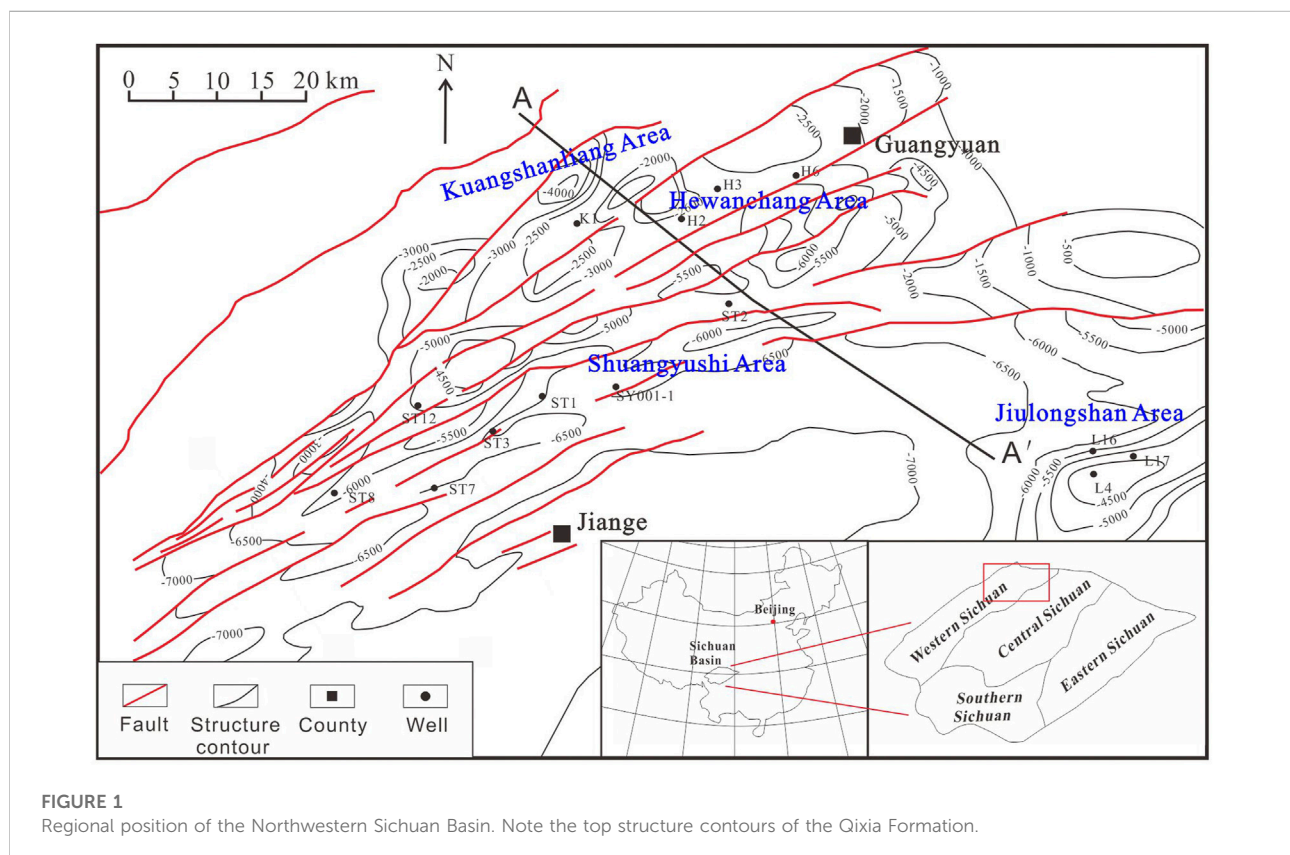 0 5 10 15 20 km
N
A
-1000
-1500
-2000
-2500
Guangyuan
Kuangshanliang Area
-2000
-4000
H3
H6
-4500
Hewanchang Area
K1
H2
-2500
-3000
-5000
-3000
-2500
-2000
-3000
-2500
-6000
-5500
-5500
-500
-1000
-1500
-2000
ST2
-5000
-5000
-6000
-5000
-5500
-6000
-6500
-6500
-4500
Shuangyushi Area
SY001-1
ST1
ST12
ST3
-5500
-6500
Jiulongshan Area
L16
L17
L4
A'
-6000
-5500
-4500
-5000
-7000
-3000
-4000
-6000
ST8
ST7
-6500
-6500
Jiange
-7000
-7000
Beijing
Sichuan
Basin
Western Sichuan
Central Sichuan
Eastern Sichuan
Southern
Sichuan
Fault
Structure
contour
County
Well
FIGURE 1
Regional position of the Northwestern Sichuan Basin. Note the top structure contours of the Qixia Formation.